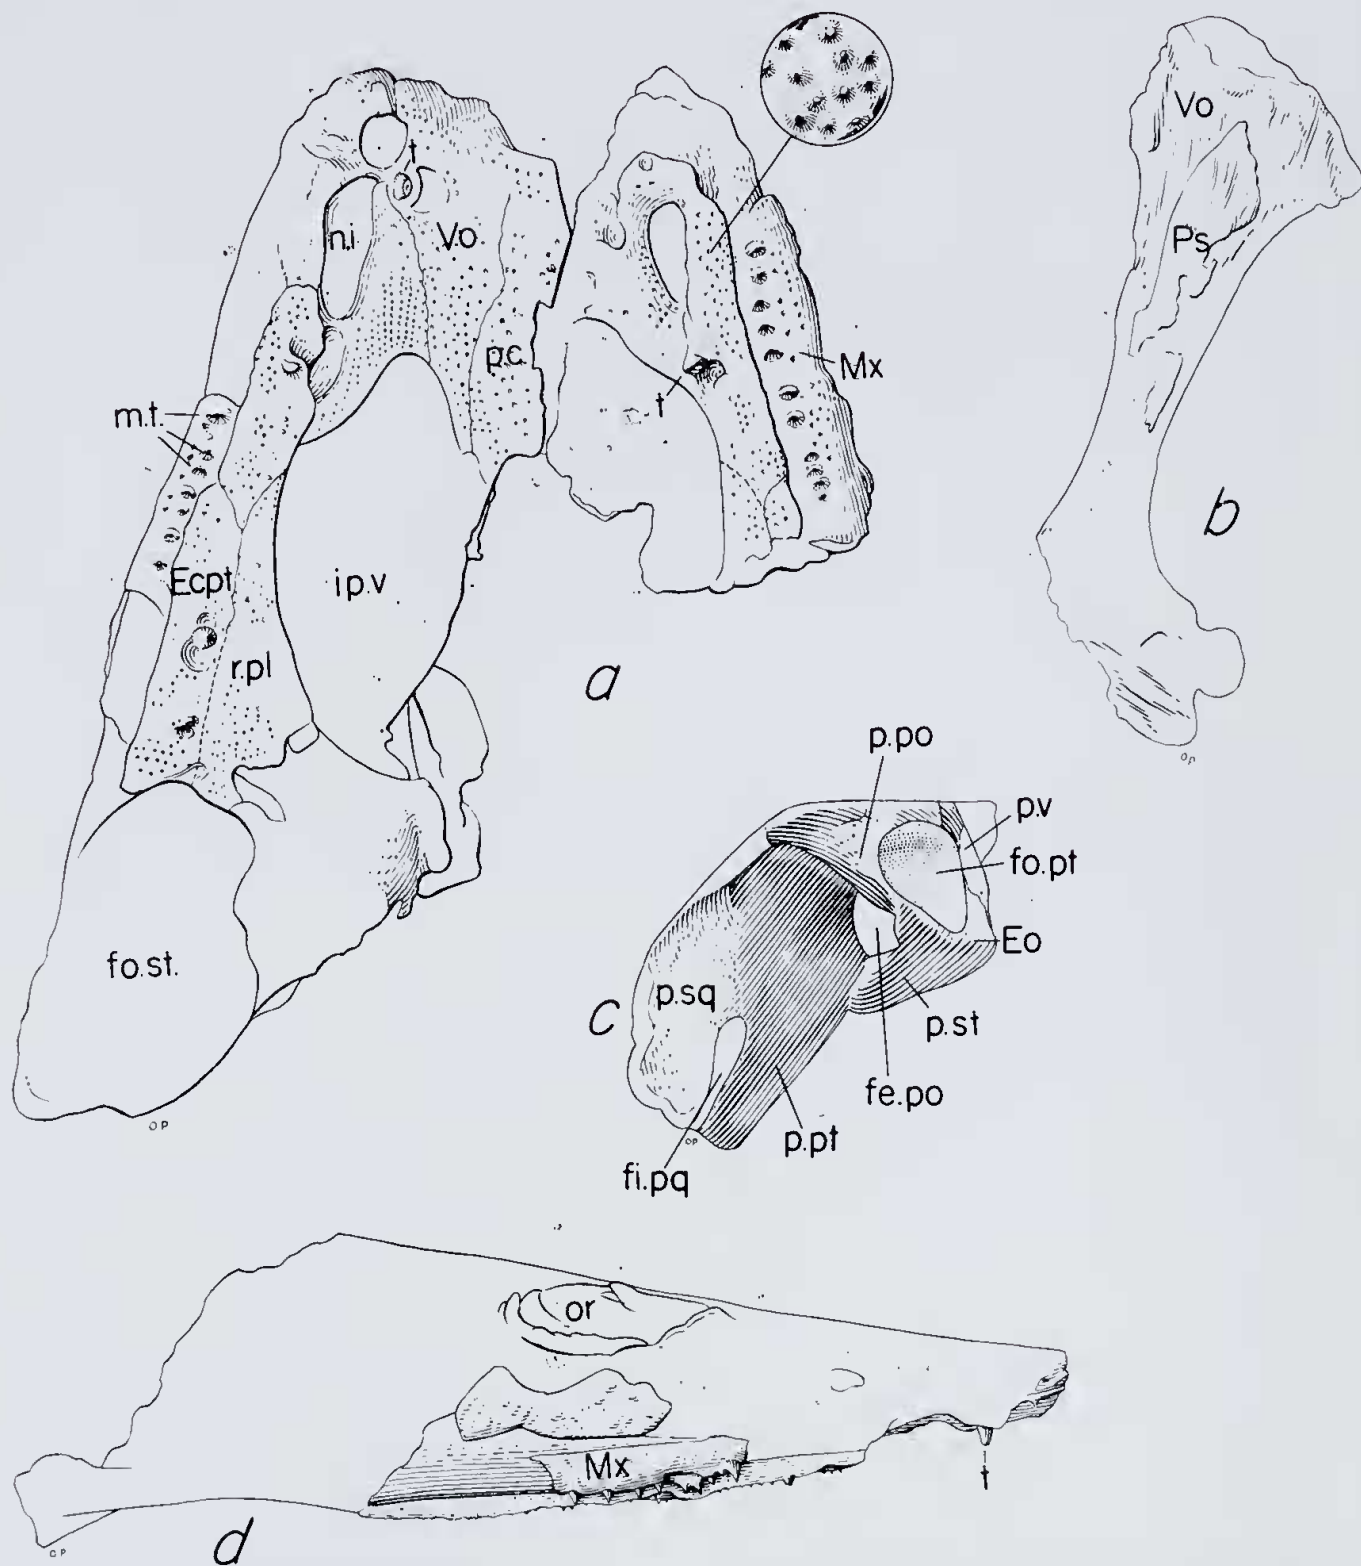 t
n.i.
Vo.
p.c.
m.t.
Ecpt
i p.v
r.pl
fo.st.
O P
t
Mx
a
Vo
Ps
b
O P
p.po
p.v
fo.pt
Eo
p.sq
p.st
fe.po
p.pt
fi.pq
O P
c
or
Mx
t
O P
d